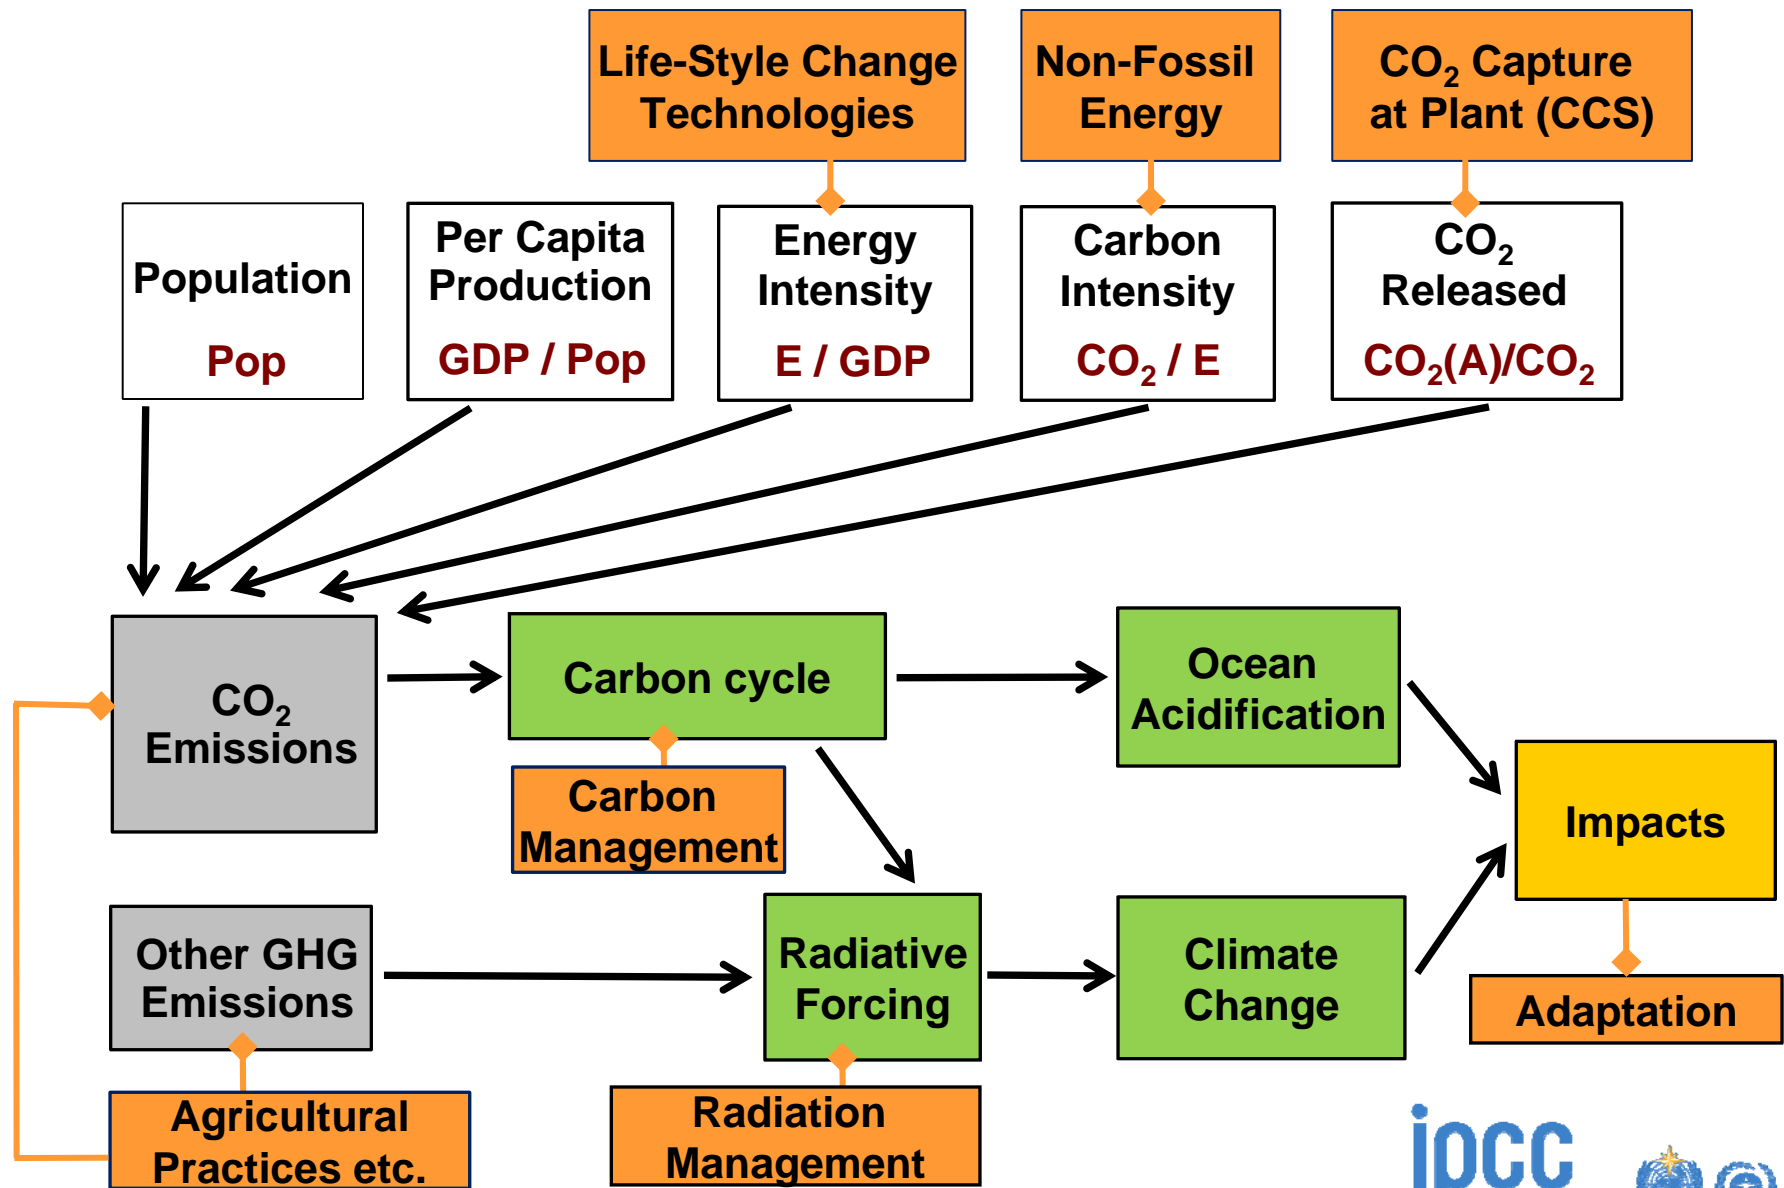 Life-Style Change
Technologies
Non-Fossil
Energy
CO₂ Capture
at Plant (CCS)
Population
Pop
Per Capita
Production
GDP / Pop
Energy
Intensity
E / GDP
Carbon
Intensity
CO₂ / E
CO₂
Released
CO₂(A)/CO₂
CO₂
Emissions
Carbon cycle
Ocean
Acidification
Carbon
Management
Impacts
Other GHG
Emissions
Radiative
Forcing
Climate
Change
Adaptation
Agricultural
Practices etc.
Radiation
Management
ipcc